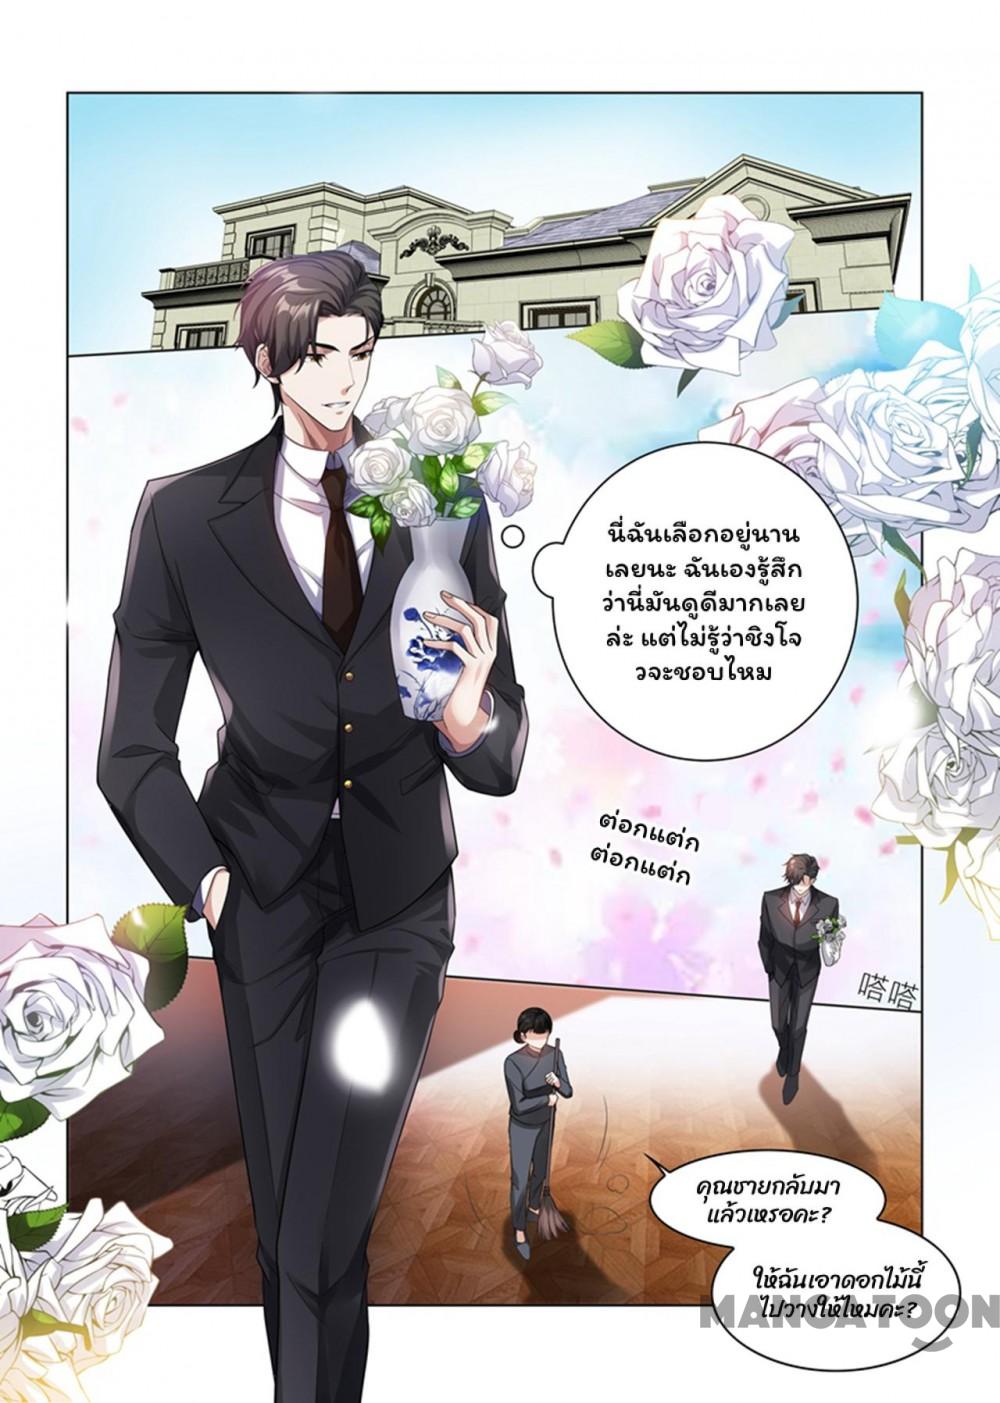 นี่ฉันเลือกอยู่นาน
เลยนะ ฉันเองรู้สึก
ว่านี่มันดูดีมากเลย
ล่ะ แต่ไม่รู้ว่าชิงโจ
วจะชอบไหม
ต่อกแต่ก
ต่อกแต่ก
嗒嗒
คุณชายกลับมา
แล้วเหรอคะ?
ให้ฉันเอาดอกไม้นี้
ไปวางให้ไหมคะ?
MANGATOON